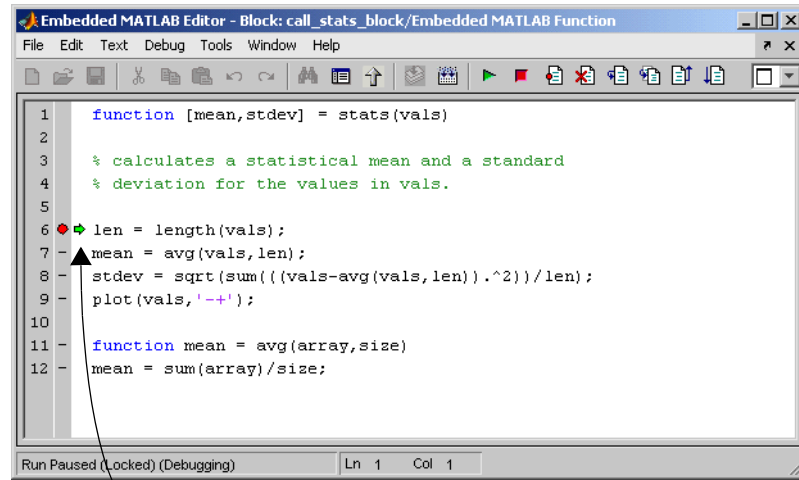 Embedded MATLAB Editor - Block: call_stats_block/Embedded MATLAB Function
File Edit Text Debug Tools Window Help
1 function [mean,stdev] = stats(vals)
2
3 % calculates a statistical mean and a standard
4 % deviation for the values in vals.
5
6 len = length(vals);
7 - mean = avg(vals,len);
8 - stdev = sqrt(sum(((vals-avg(vals,len)).^2))/len);
9 - plot(vals,'-+');
10
11 - function mean = avg(array,size)
12 - mean = sum(array)/size;
Run Paused (Locked) (Debugging) Ln 1 Col 1